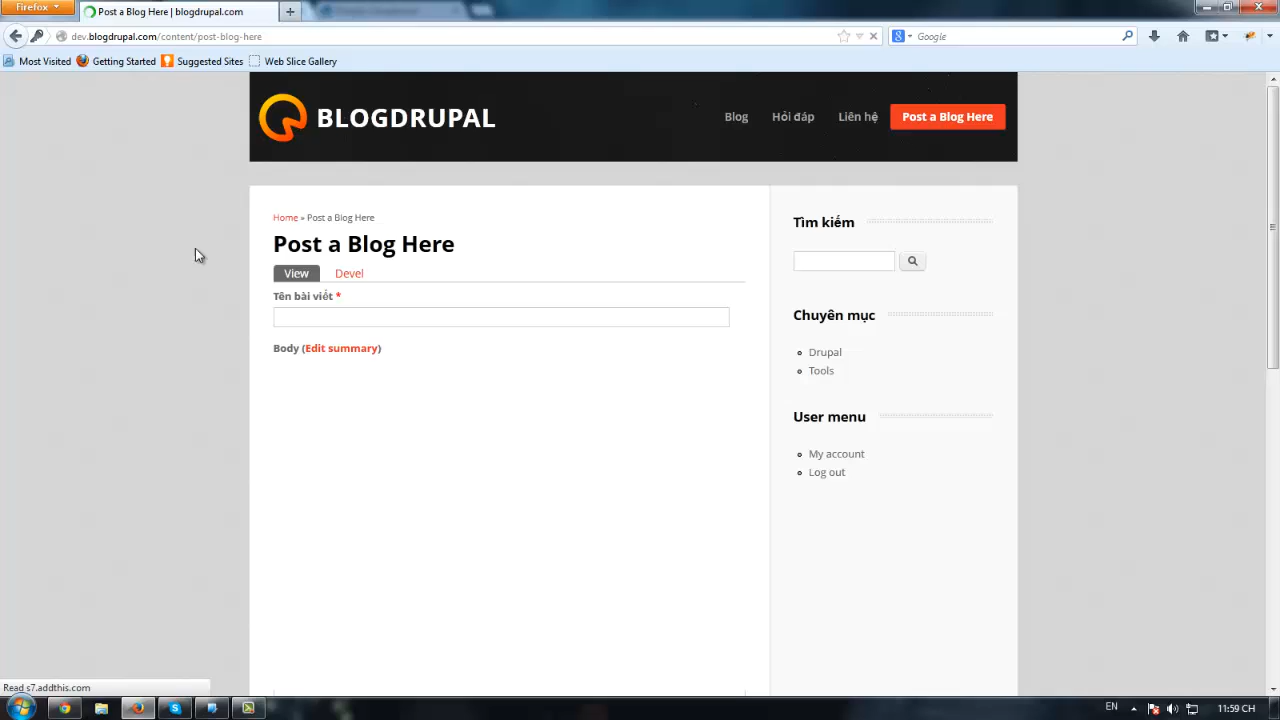 Firefox
Post a Blog Here | blogdrupal.com
dev.blogdrupal.com/content/post-blog-here
Google
Most Visited
Getting Started
Suggested Sites
Web Slice Gallery
BLOGDRUPAL
Blog
Hỏi đáp
Liên hệ
Post a Blog Here
Home » Post a Blog Here
Post a Blog Here
View
Devel
Tên bài viết *
Body (Edit summary)
Tìm kiếm
Chuyên mục
Drupal
Tools
User menu
My account
Log out
Read s7.addthis.com
EN
11:59 CH